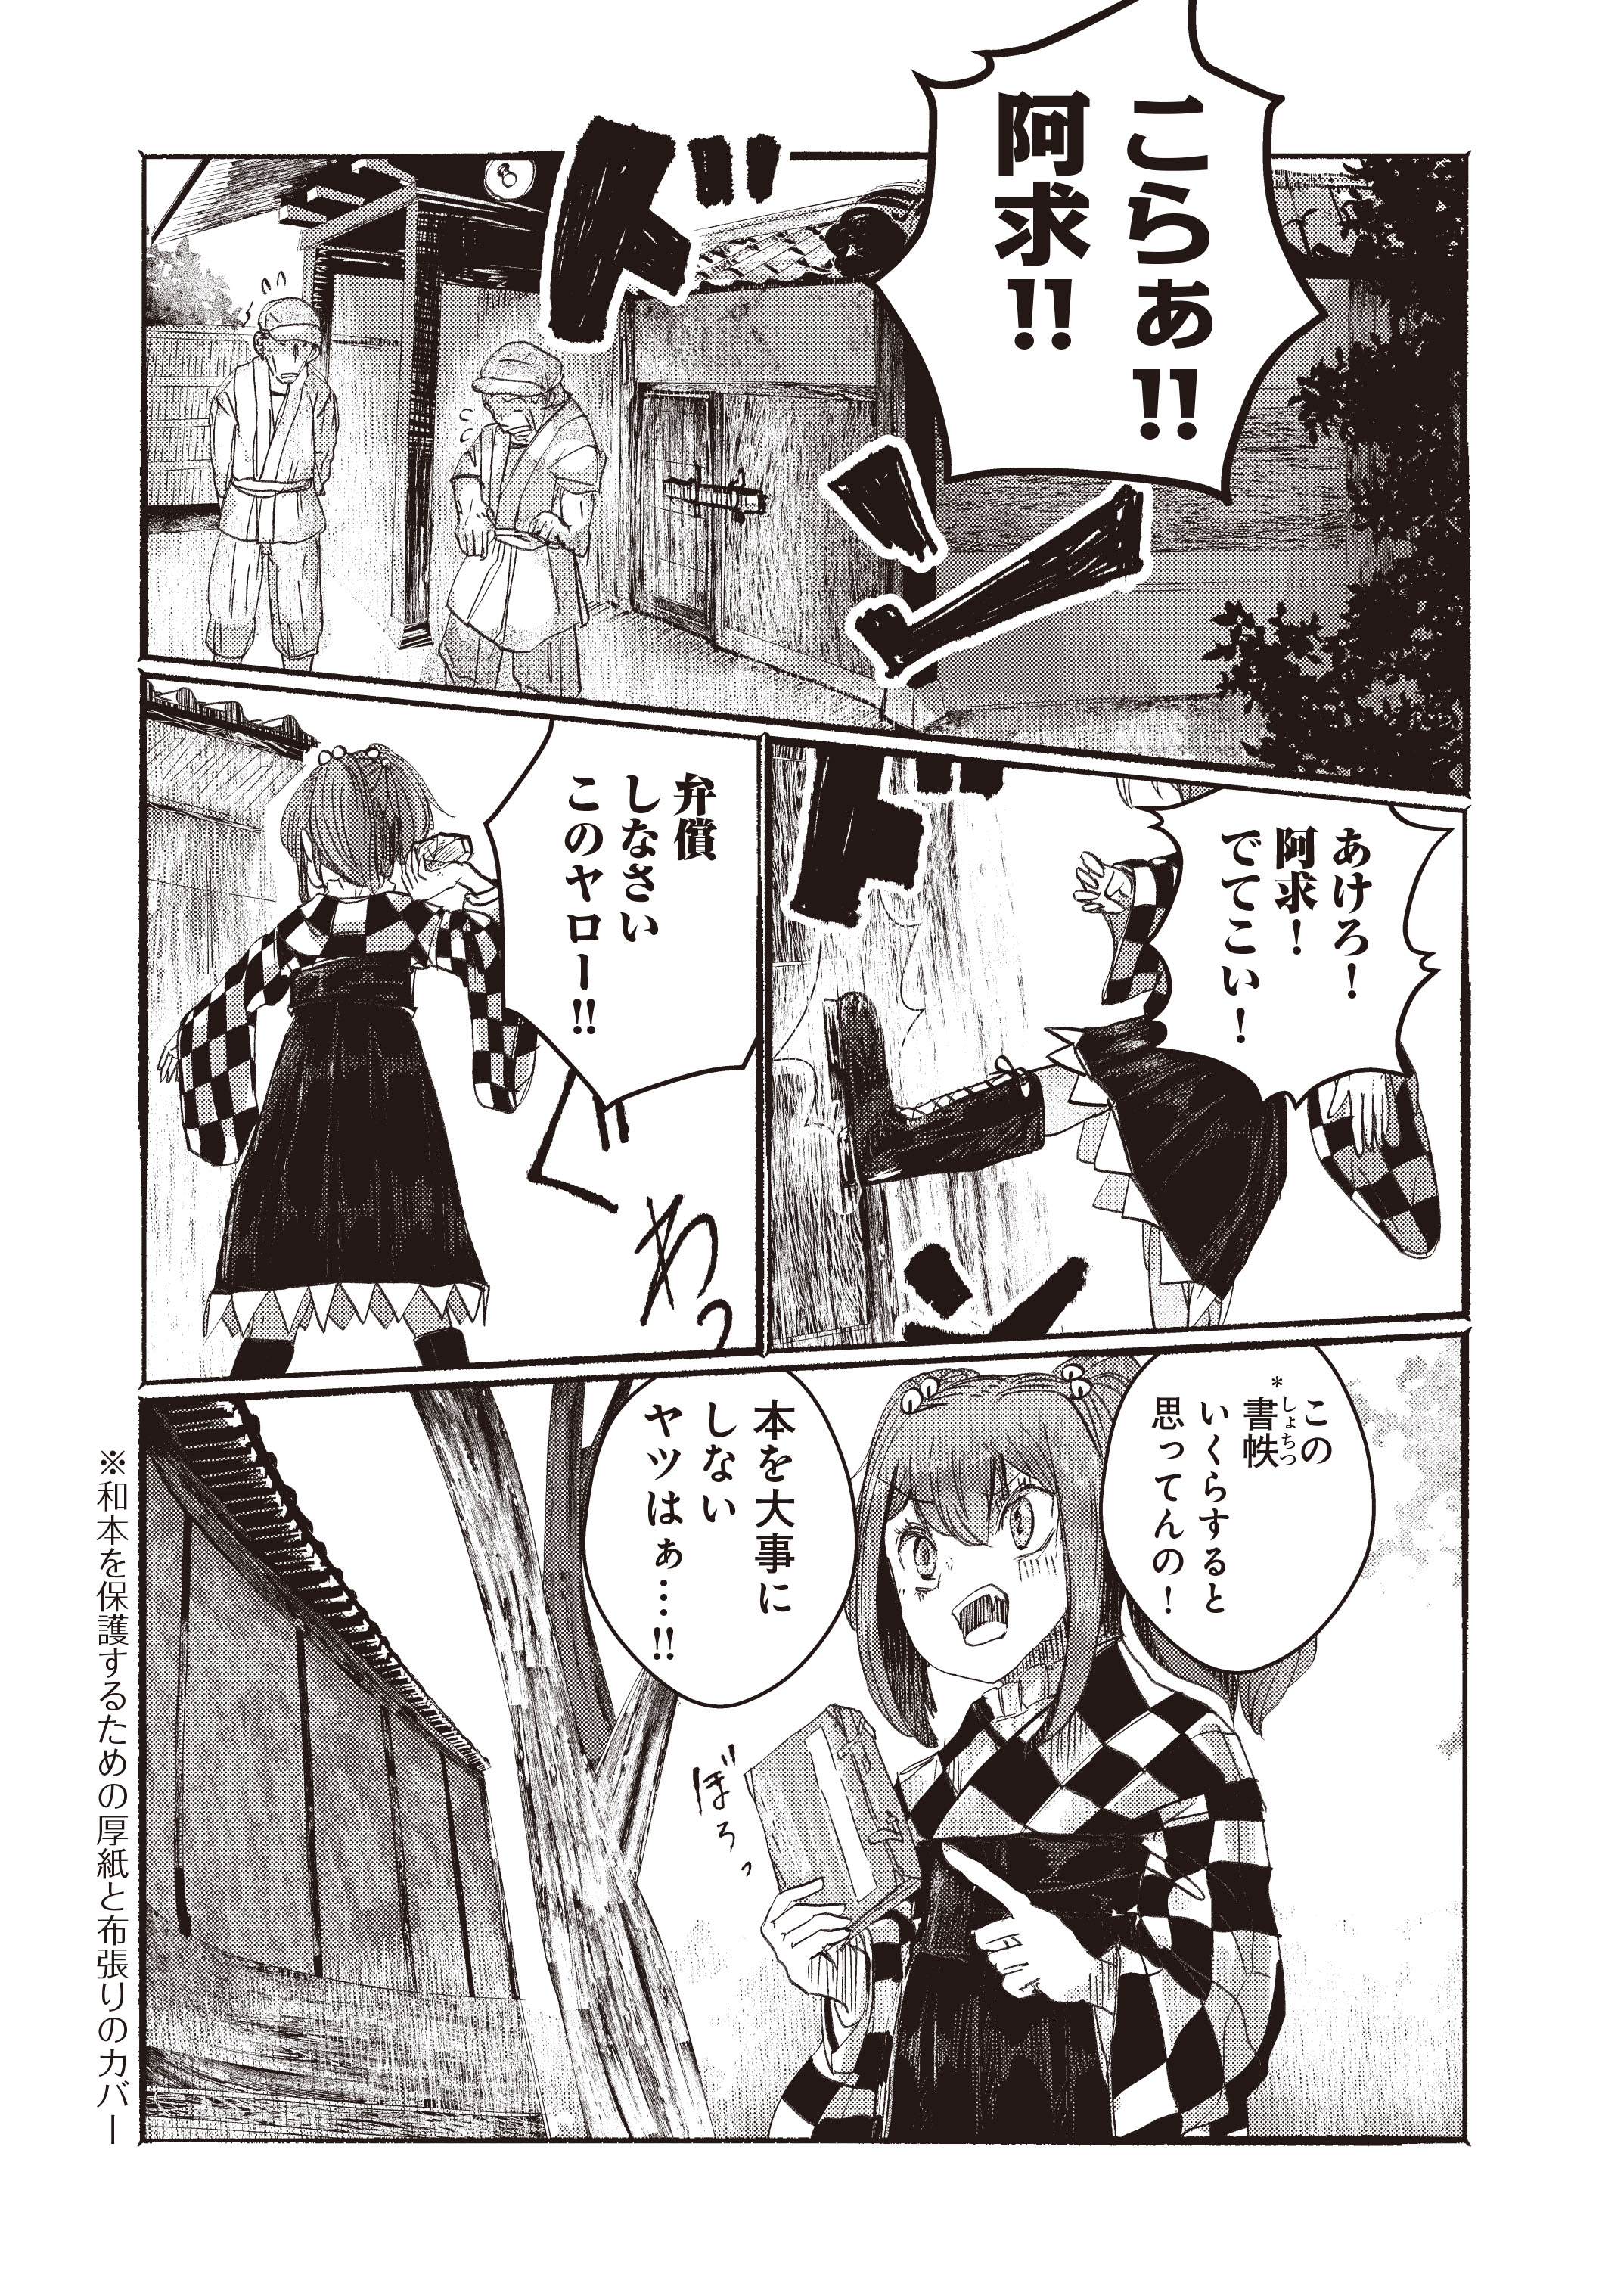 こらぁ!!
阿求!!
ドン
あけろ!
阿求!
でてこい!
ドン
弁償
しなさい
このヤロー!!
ぐわっ
この
*書帙
しょちつ
いくらすると
思ってんの!
本を大事に
しない
ヤツはぁ…!!
ぼろっ
※和本を保護するための厚紙と布張りのカバー